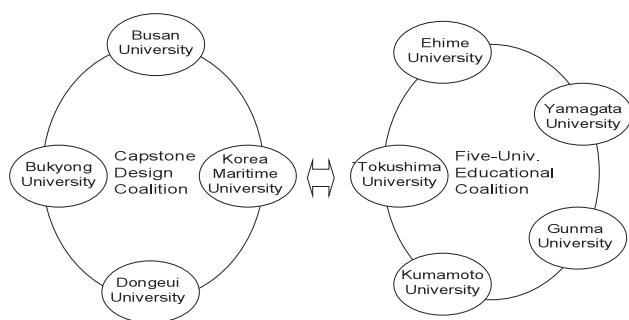 Busan
University
Bukyong
University
Capstone
Design
Coalition
Korea
Maritime
University
Dongeui
University
Ehime
University
Yamagata
University
Tokushima
University
Five-Univ.
Educational
Coalition
Gunma
University
Kumamoto
University